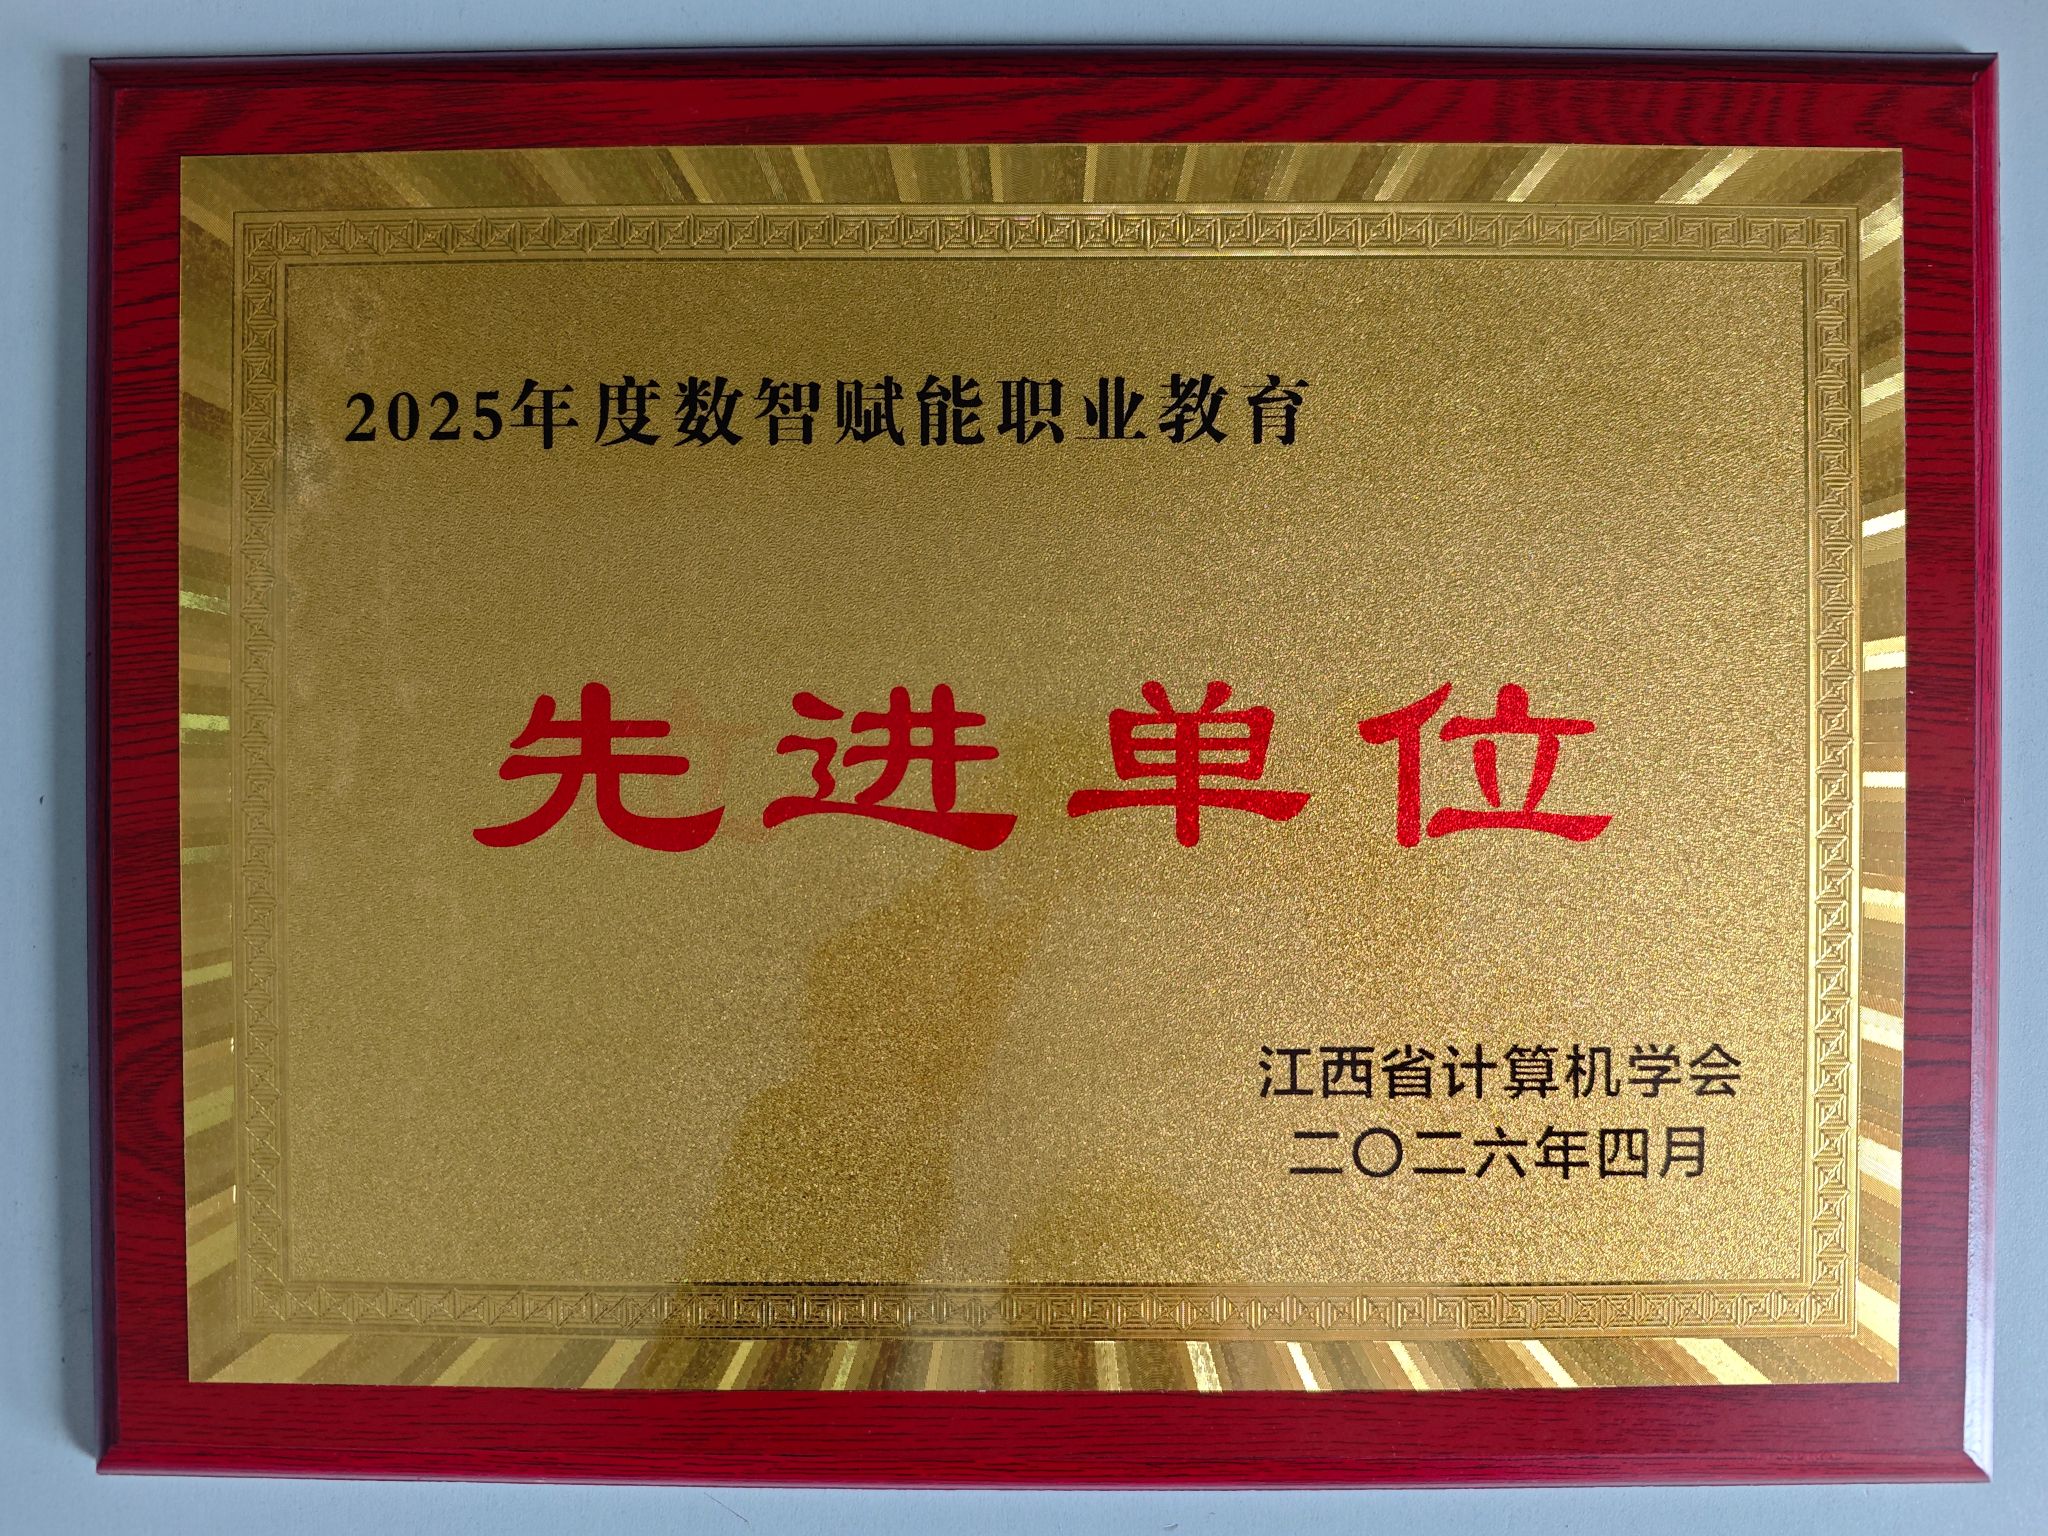 2025年度数智赋能职业教育
先进单位
江西省计算机学会
二〇二六年四月